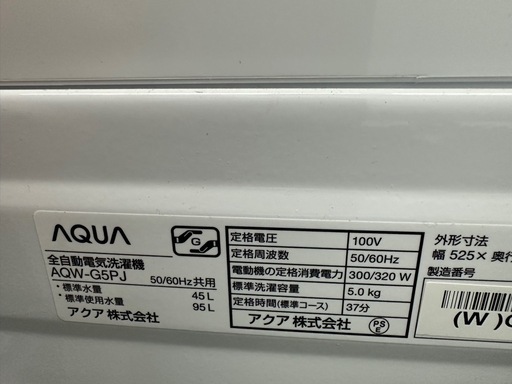 AQUA
G
全自動電気洗濯機
AQW-G5PJ 50/60Hz共用
・標準水量 45L
・標準使用水量 95L
アクア株式会社
定格電圧 100V
定格周波数 50/60Hz
電動機の定格消費電力 300/320 W
標準洗濯容量 5.0 kg
定格時間(標準コース) 37分
アクア 株式会社
PS
E
外形寸法
幅 525× 奥行
製造番号
(W)